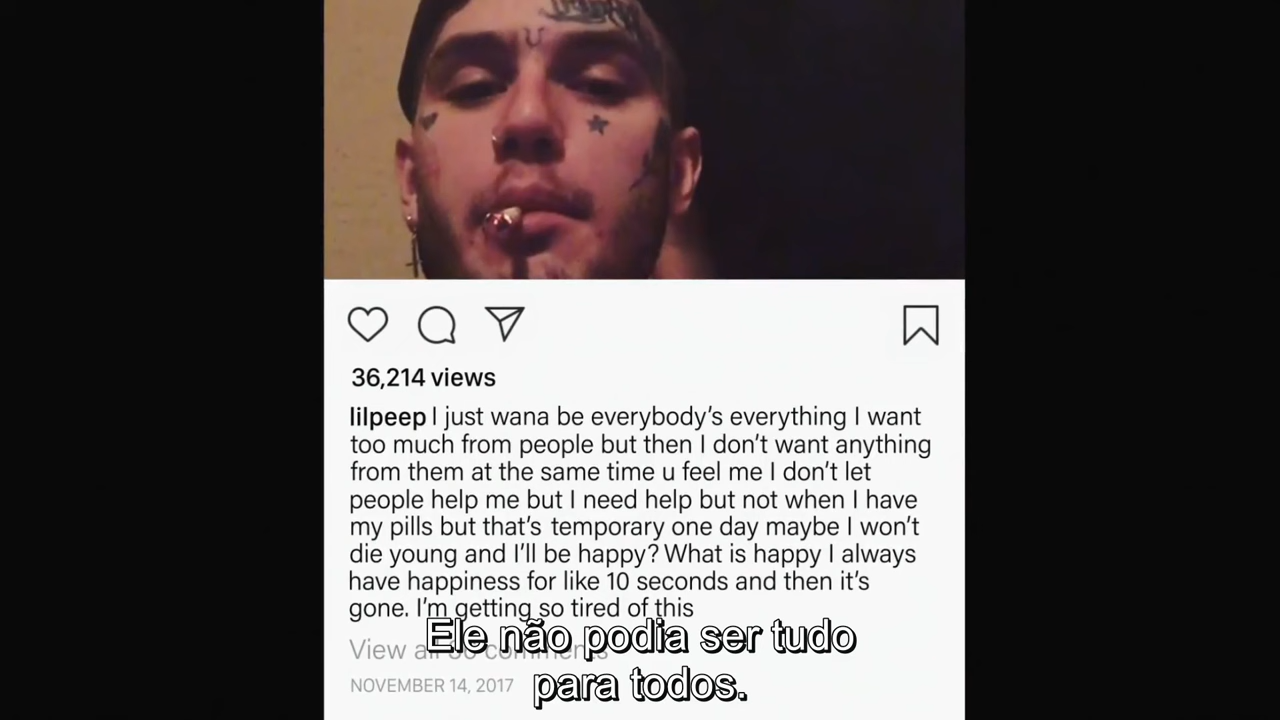 36,214 views
lilpeep I just wana be everybody's everything I want
too much from people but then I don't want anything
from them at the same time u feel me I don't let
people help me but I need help but not when I have
my pills but that's temporary one day maybe I won't
die young and I'll be happy? What is happy I always
have happiness for like 10 seconds and then it's
gone. I'm getting so tired of this
Ele não podia ser tudo
View all comments
para todos.
NOVEMBER 14, 2017